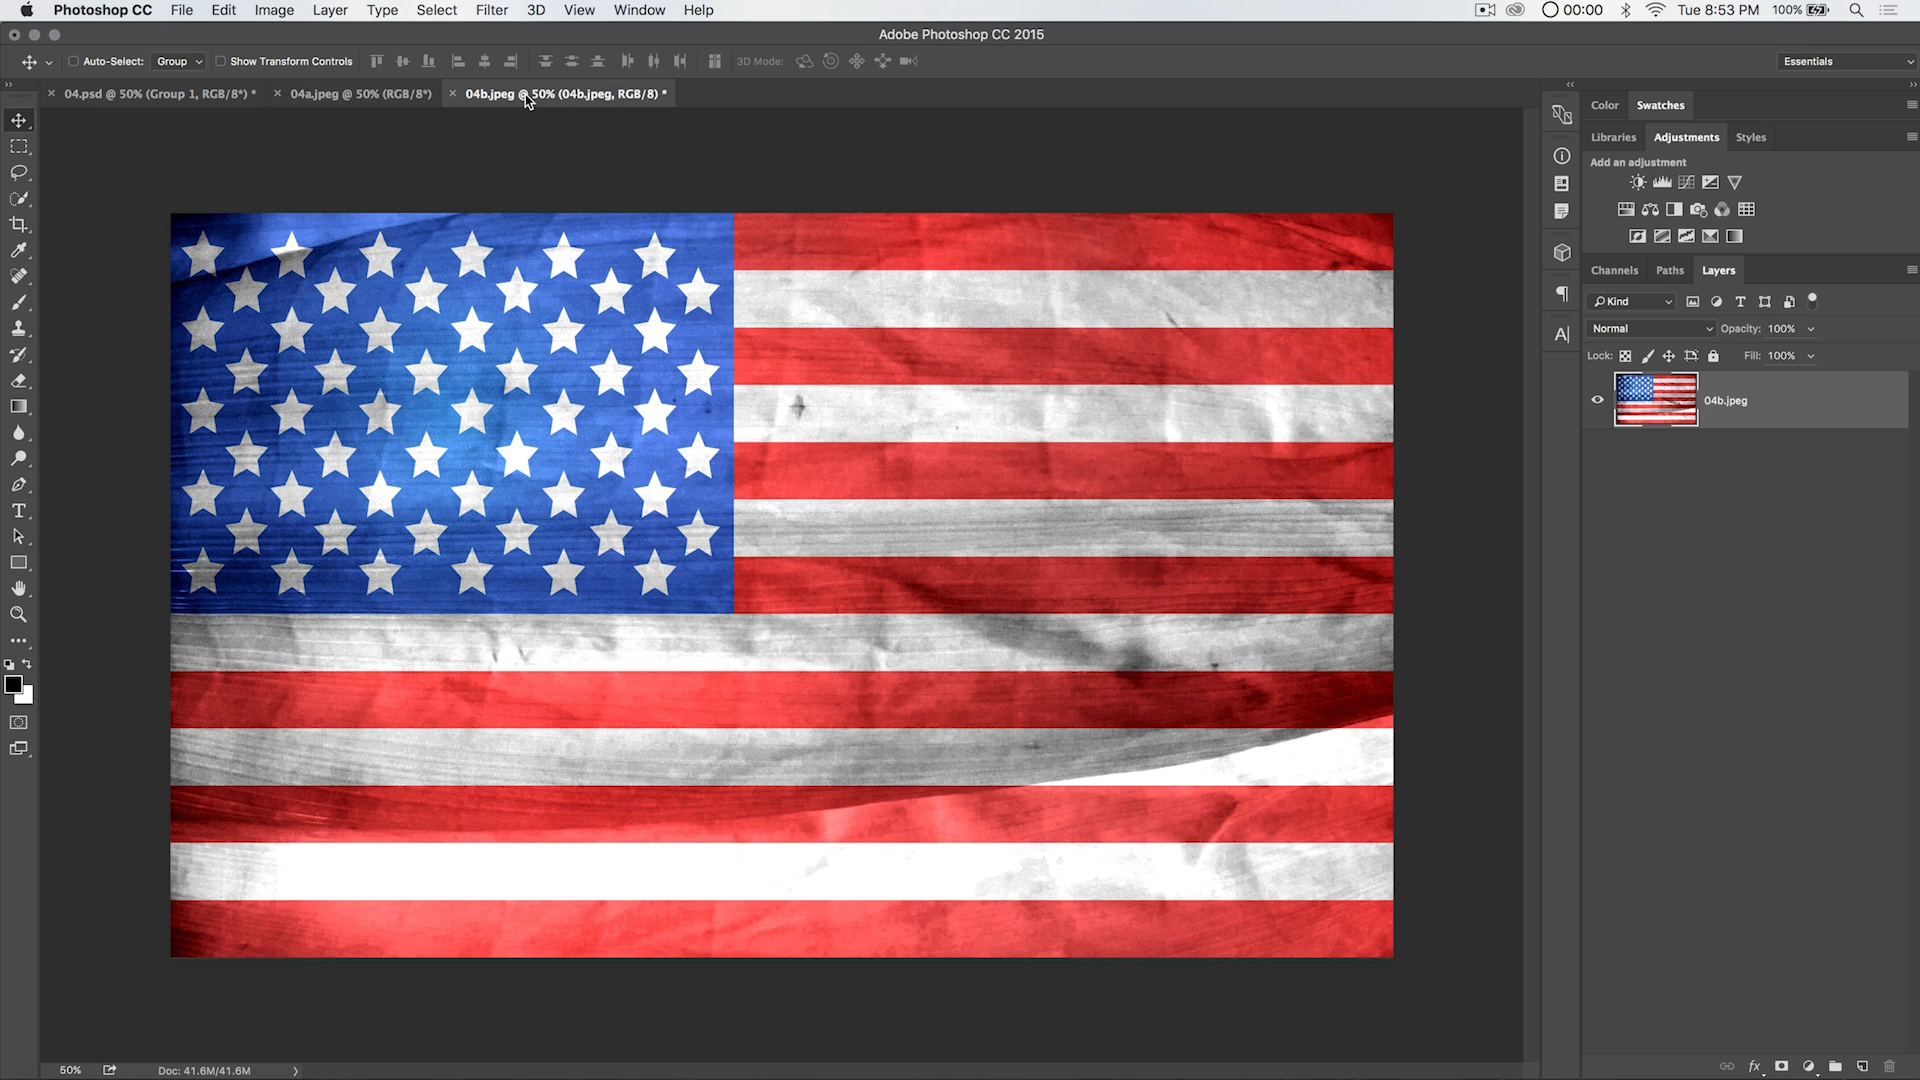 Photoshop CC File Edit Image Layer Type Select Filter 3D View Window Help 00:00 Tue 8:53 PM 100%
Adobe Photoshop CC 2015
Auto-Select: Group Show Transform Controls 3D Mode: Essentials
04.psd @ 50% (Group 1, RGB/8*) * 04a.jpeg @ 50% (RGB/8*) 04b.jpeg @ 50% (04b.jpeg, RGB/8) *
Color Swatches
Libraries Adjustments Styles
Add an adjustment
Channels Paths Layers
Kind
Normal Opacity: 100%
Lock: Fill: 100%
04b.jpeg
50% Doc: 41.6M/41.6M